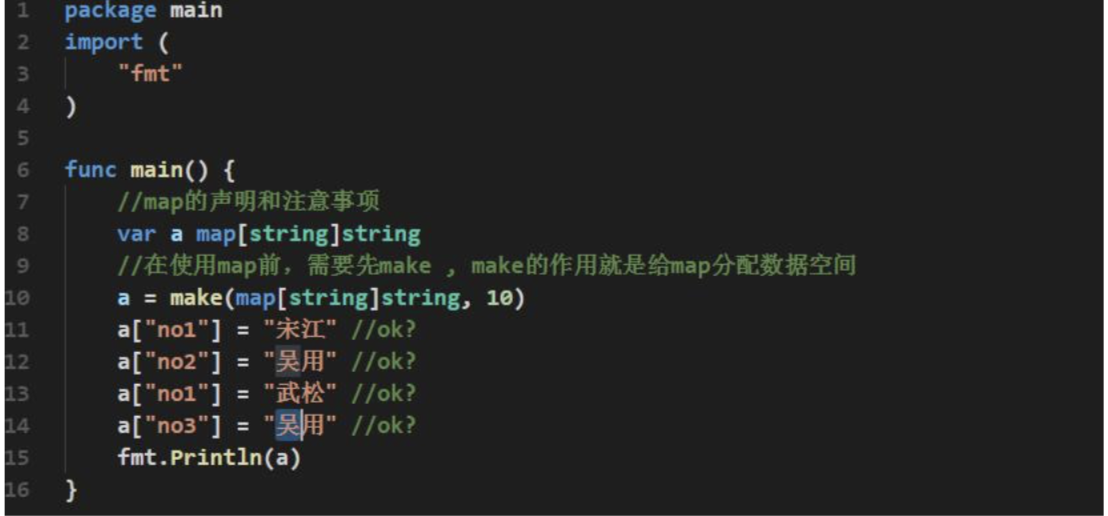 1 package main
2 import (
3     "fmt"
4 )
5
6 func main() {
7     //map的声明和注意事项
8     var a map[string]string
9     //在使用map前，需要先make , make的作用就是给map分配数据空间
10     a = make(map[string]string, 10)
11     a["no1"] = "宋江" //ok?
12     a["no2"] = "吴用" //ok?
13     a["no1"] = "武松" //ok?
14     a["no3"] = "吴用" //ok?
15     fmt.Println(a)
16 }